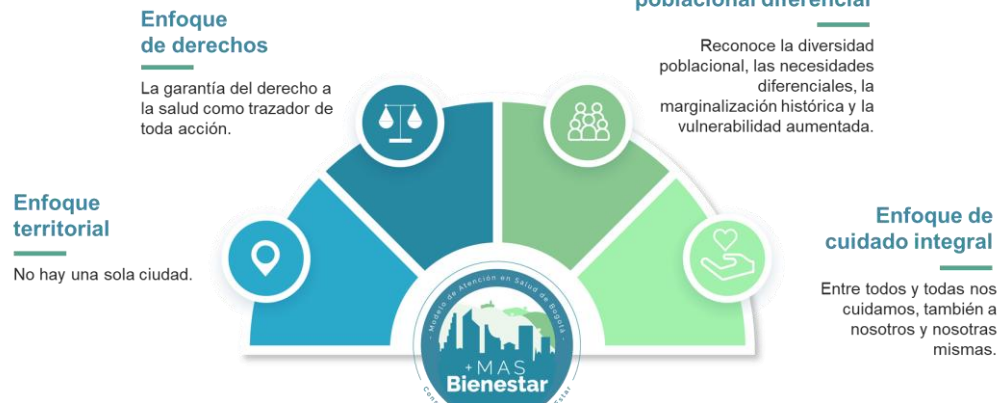 Enfoque
de derechos
La garantía del derecho a
la salud como trazador de
toda acción.
poblacional diferencial
Reconoce la diversidad
poblacional, las necesidades
diferenciales, la
marginalización histórica y la
vulnerabilidad aumentada.
Enfoque
territorial
No hay una sola ciudad.
Enfoque de
cuidado integral
Entre todos y todas nos
cuidamos, también a
nosotros y nosotras
mismas.
- Modelo de Atención en Salud de Bogotá -
+MAS
Bienestar